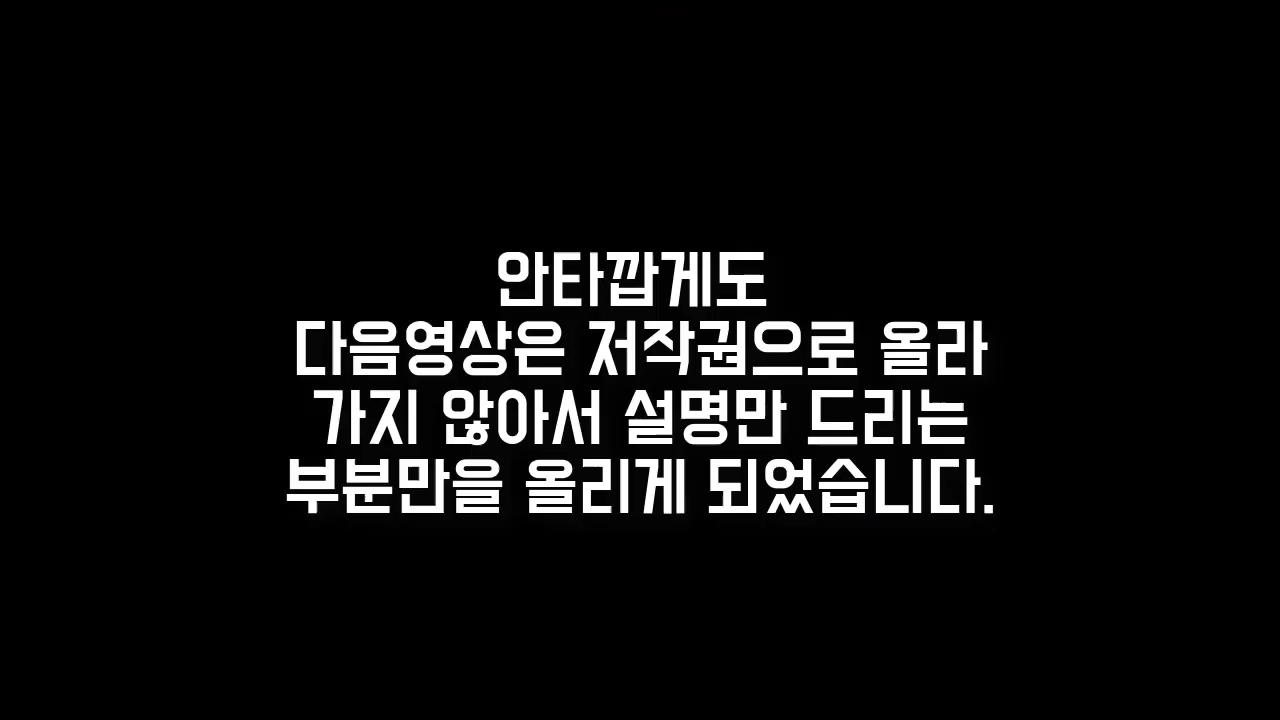 안타깝게도
다음영상은 저작권으로 올라
가지 않아서 설명만 드리는
부분만을 올리게 되었습니다.